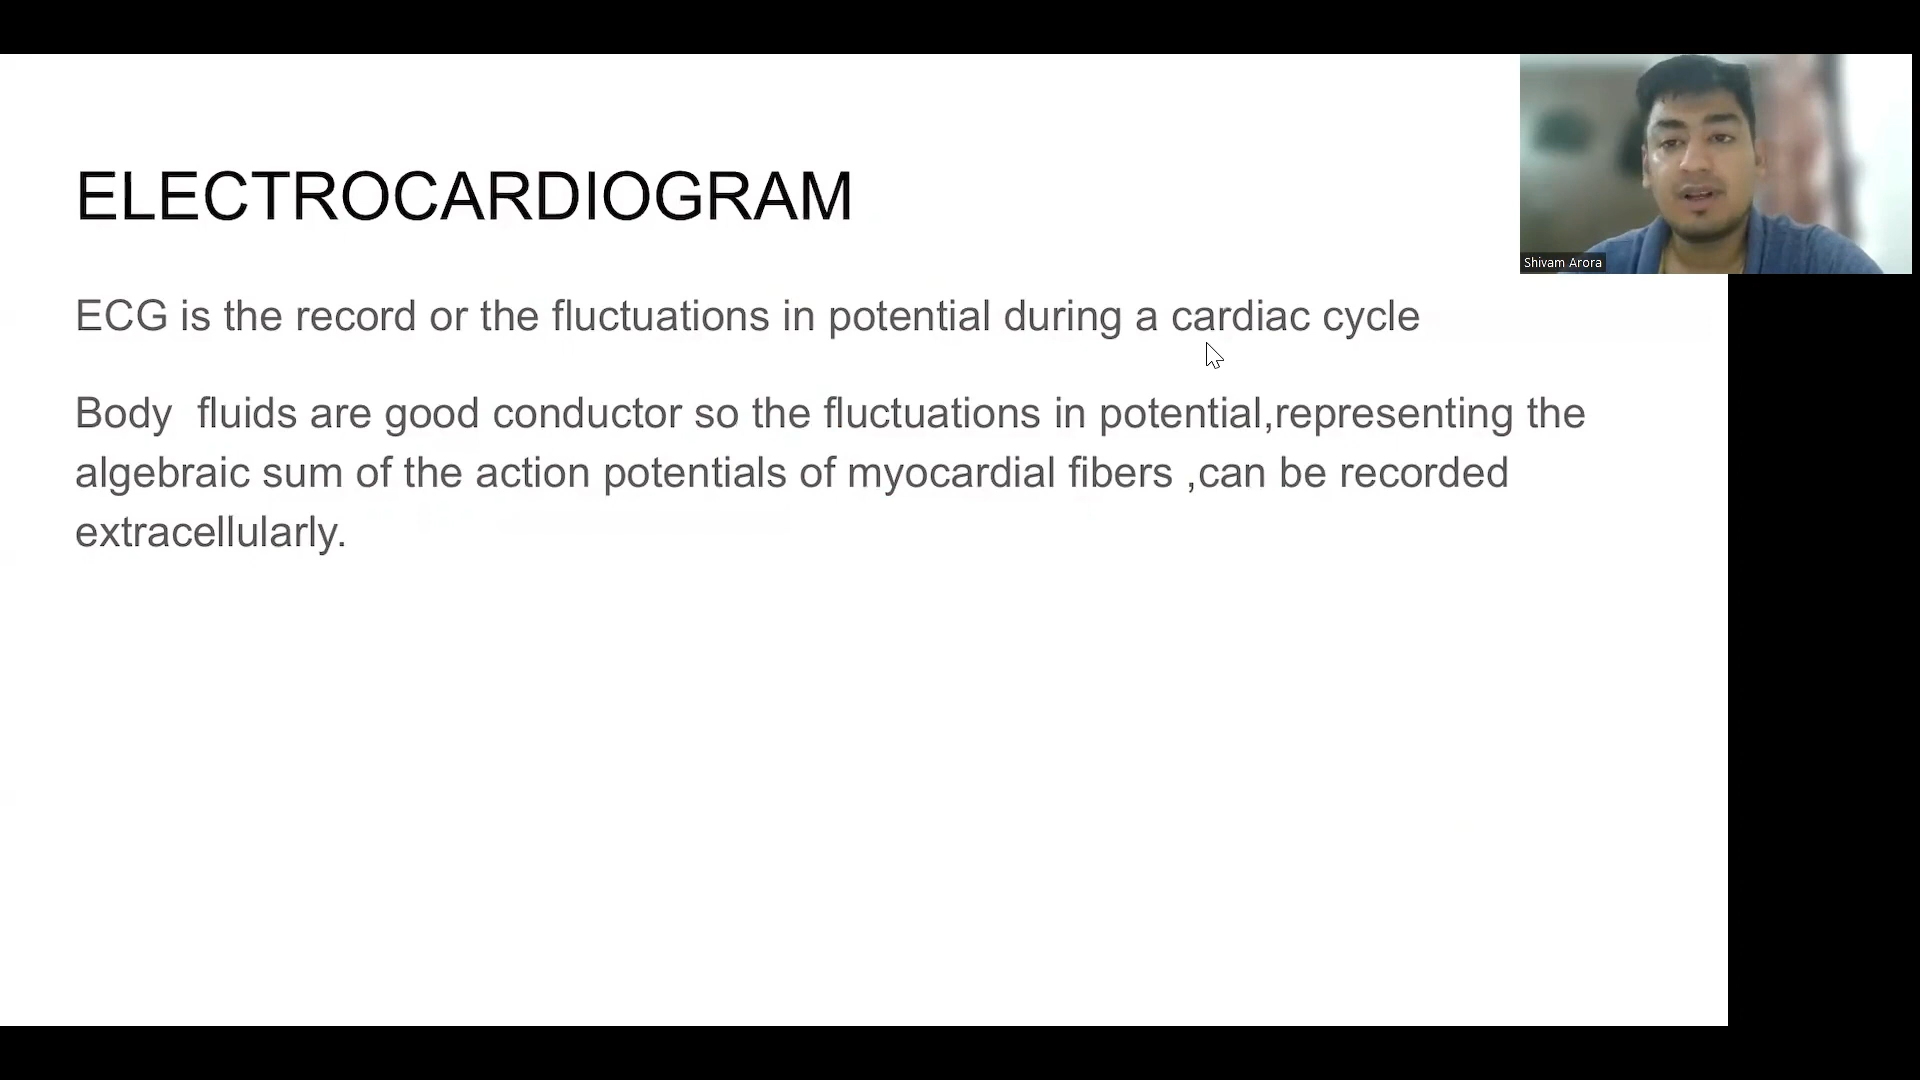 ELECTROCARDIOGRAM
Shivam Arora
ECG is the record or the fluctuations in potential during a cardiac cycle
Body  fluids are good conductor so the fluctuations in potential,representing the
algebraic sum of the action potentials of myocardial fibers ,can be recorded
extracellularly.